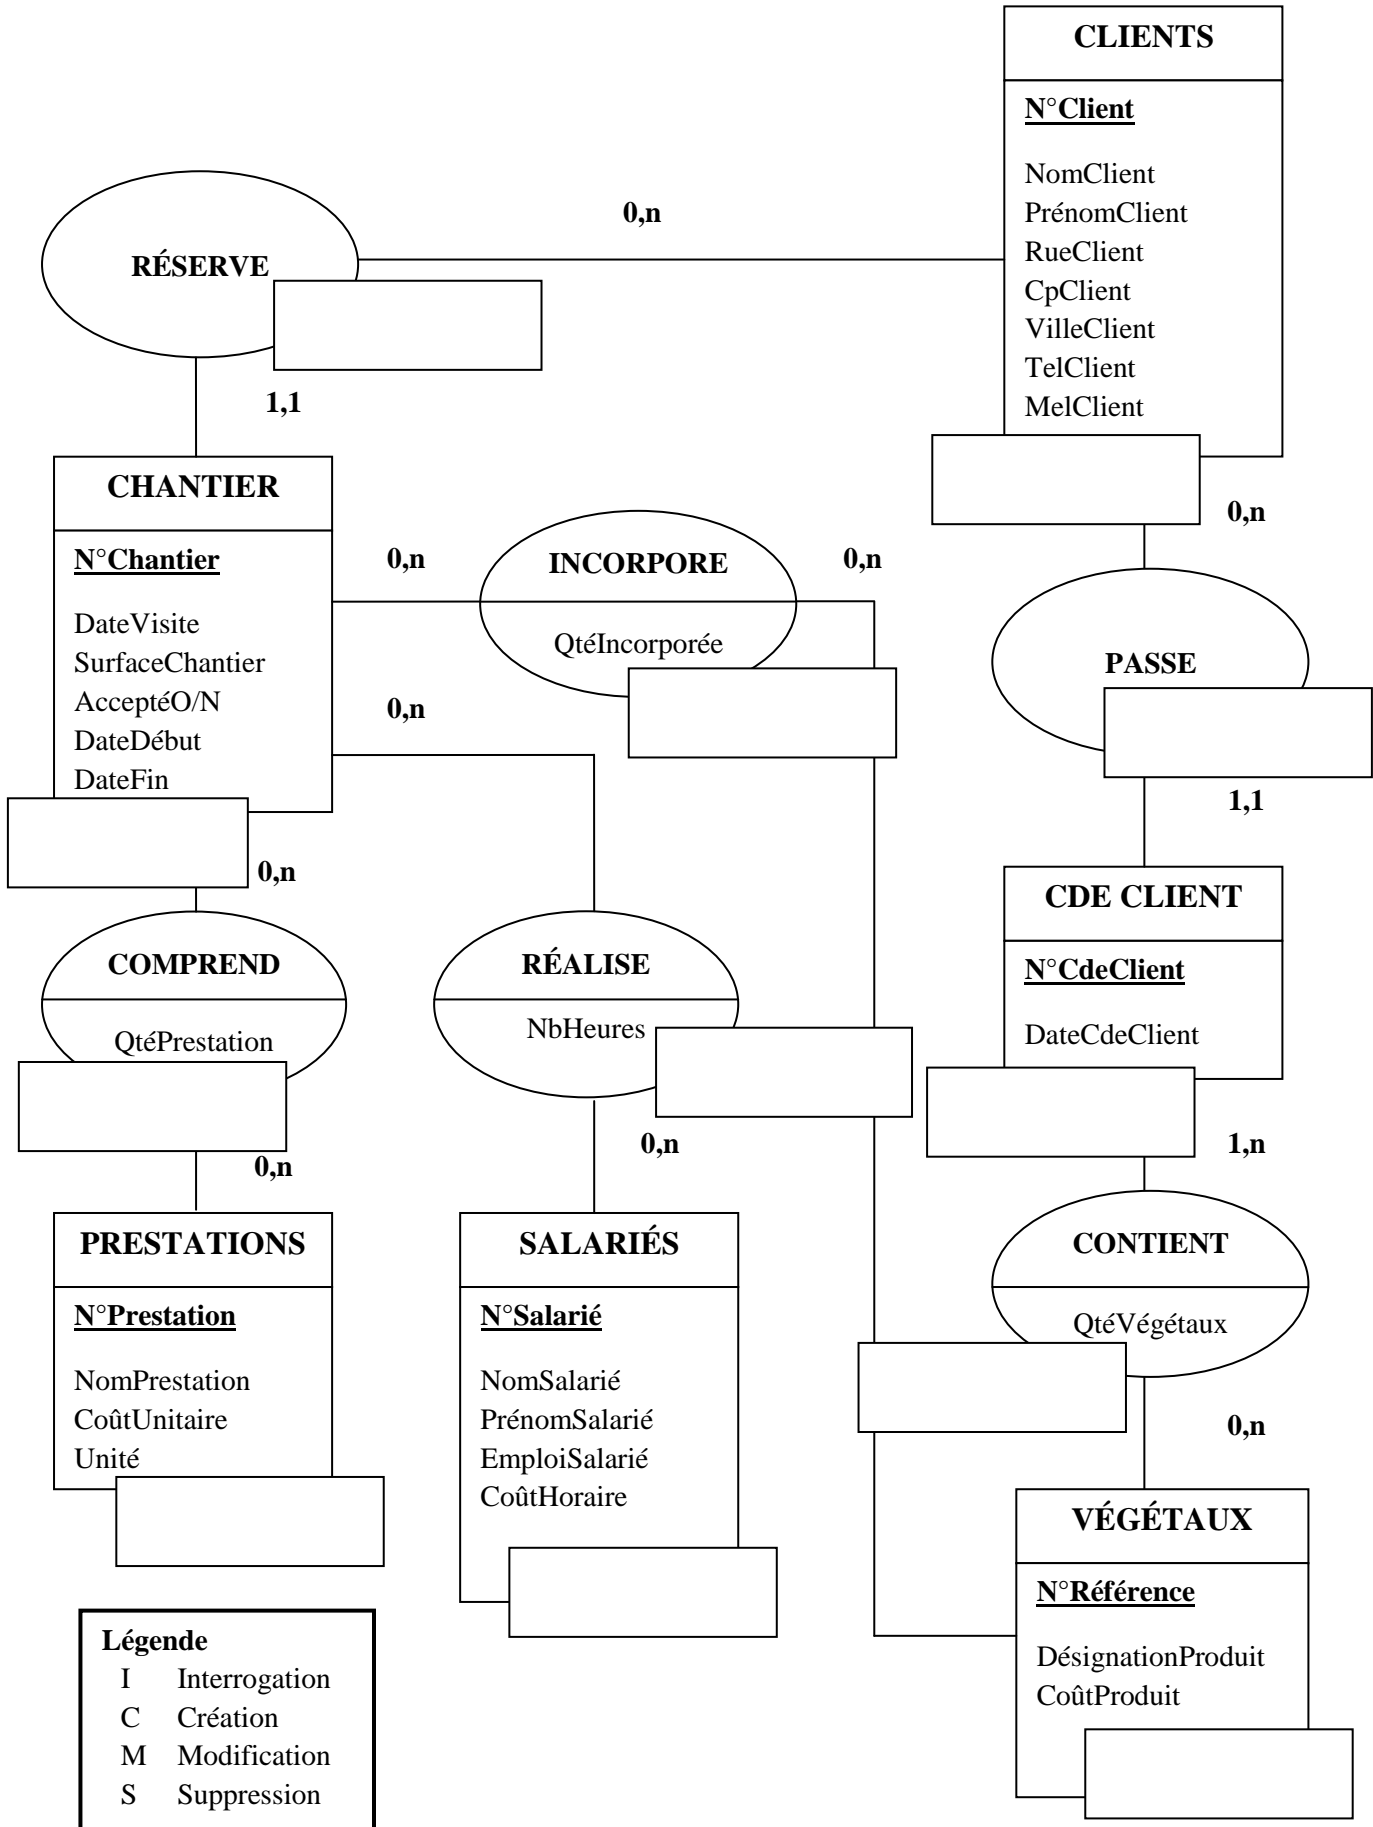 CLIENTS
N°Client
NomClient
PrénomClient
RueClient
CpClient
VilleClient
TelClient
MelClient
0,n
RÉSERVE
1,1
CHANTIER
N°Chantier
DateVisite
SurfaceChantier
AcceptéO/N
DateDébut
DateFin
0,n
INCORPORE
QtéIncorporée
0,n
0,n
0,n
PASSE
1,1
0,n
COMPREND
QtéPrestation
0,n
RÉALISE
NbHeures
0,n
CDE CLIENT
N°CdeClient
DateCdeClient
1,n
PRESTATIONS
N°Prestation
NomPrestation
CoûtUnitaire
Unité
SALARIÉS
N°Salarié
NomSalarié
PrénomSalarié
EmploiSalarié
CoûtHoraire
CONTIENT
QtéVégétaux
0,n
VÉGÉTAUX
N°Référence
DésignationProduit
CoûtProduit
Légende
I Interrogation
C Création
M Modification
S Suppression